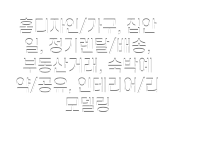 홈디자인/가구, 집안
일, 정기렌탈/배송,
부동산거래, 숙박예
약/공유, 인테리어/리
모델링